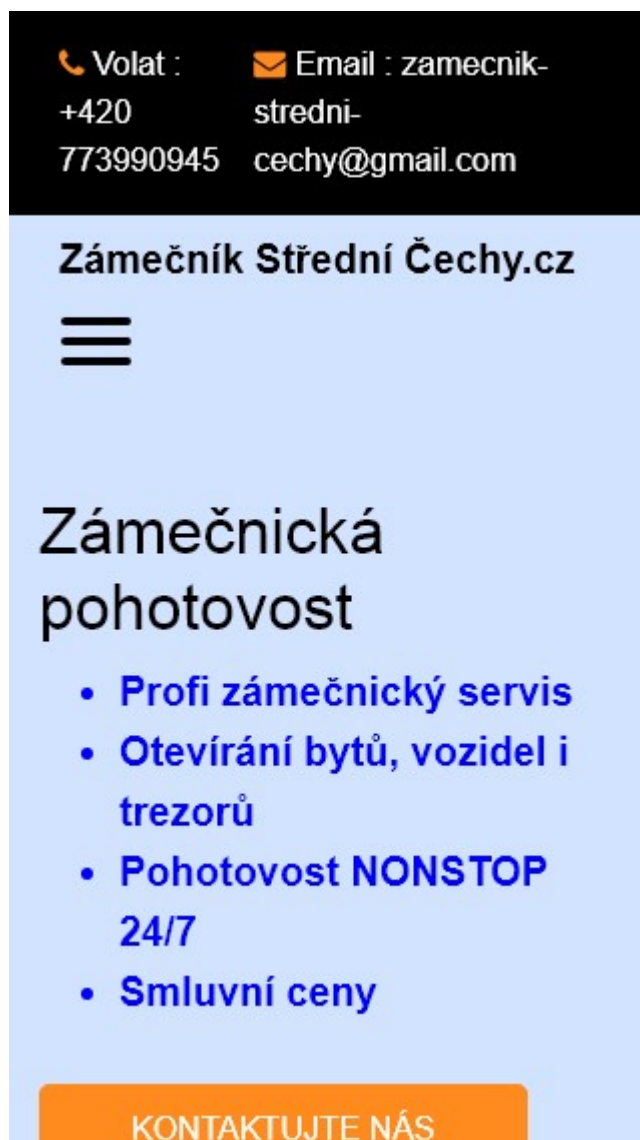 Volat :
+420
773990945
Email : zamecnik-
stredni-
cechy@gmail.com
Zámečník Střední Čechy.cz
Zámečnická
pohotovost
• Profi zámečnický servis
• Otevírání bytů, vozidel i
trezorů
• Pohotovost NONSTOP
24/7
• Smluvní ceny
KONTAKTUJTE NÁS